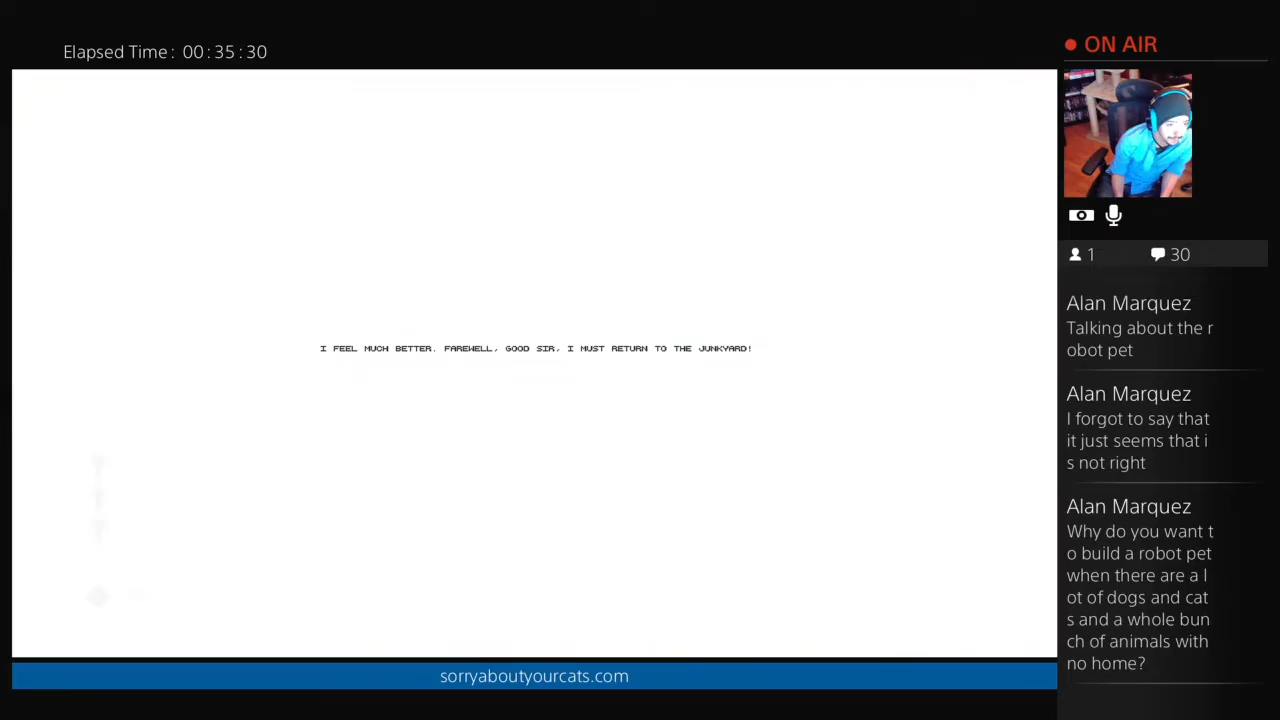 Elapsed Time: 00:35:30
ON AIR
1 30
I FEEL MUCH BETTER. FAREWELL, GOOD SIR, I MUST RETURN TO THE JUNKYARD!
Alan Marquez
Talking about the r
obot pet
Alan Marquez
I forgot to say that
it just seems that i
s not right
Alan Marquez
Why do you want t
o build a robot pet
when there are a l
ot of dogs and cat
s and a whole bun
ch of animals with
no home?
sorryaboutyourcats.com